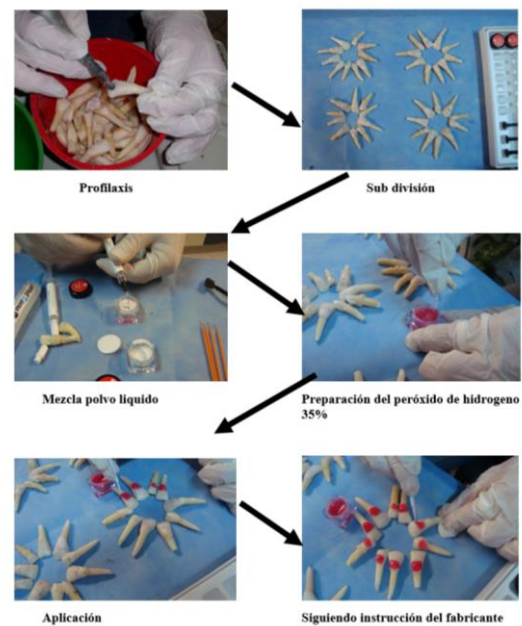 Profilaxis
Sub división
Mezcla polvo liquido
Preparación del peróxido de hidrogeno
35%
Aplicación
Siguiendo instrucción del fabricante